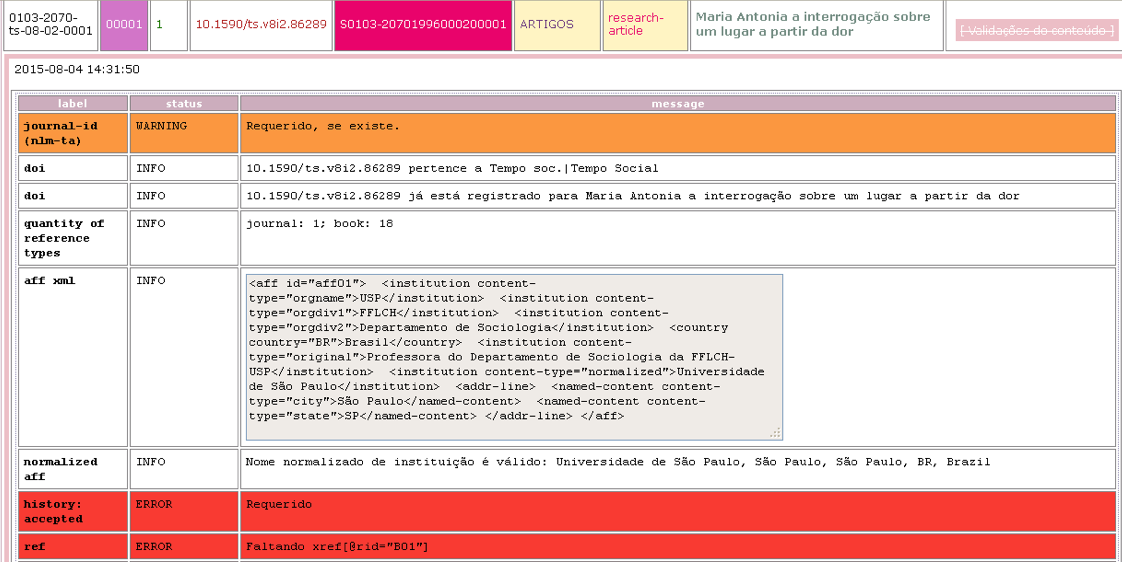 0103-2070-
ts-08-02-0001
00001
1
10.1590/ts.v8i2.86289
S0103-20701996000200001
ARTIGOS
research-
article
Maria Antonia a interrogação sobre
um lugar a partir da dor
[ Validações do conteúdo ]
2015-08-04 14:31:50
label status message
journal-id
(nlm-ta)
WARNING
Requerido, se existe.
doi INFO 10.1590/ts.v8i2.86289 pertence a Tempo soc.|Tempo Social
doi INFO 10.1590/ts.v8i2.86289 já está registrado para Maria Antonia a interrogação sobre um lugar a partir da dor
quantity of
reference
types
INFO
journal: 1; book: 18
aff xml
INFO
<aff id="aff01">  <institution content-
type="orgname">USP</institution>  <institution content-
type="orgdiv1">FFLCH</institution>  <institution content-
type="orgdiv2">Departamento de Sociologia</institution>  <country
country="BR">Brasil</country>  <institution content-
type="original">Professora do Departamento de Sociologia da FFLCH-
USP</institution>  <institution content-type="normalized">Universidade
de São Paulo</institution>  <addr-line>  <named-content content-
type="city">São Paulo</named-content>  <named-content content-
type="state">SP</named-content> </addr-line> </aff>
normalized
aff
INFO
Nome normalizado de instituição é válido: Universidade de São Paulo, São Paulo, São Paulo, BR, Brazil
history:
accepted
ERROR
Requerido
ref ERROR Faltando xref[@rid="B01"]